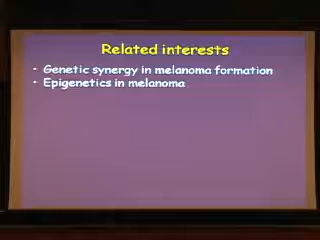 Related interests
• Genetic synergy in melanoma formation
• Epigenetics in melanoma